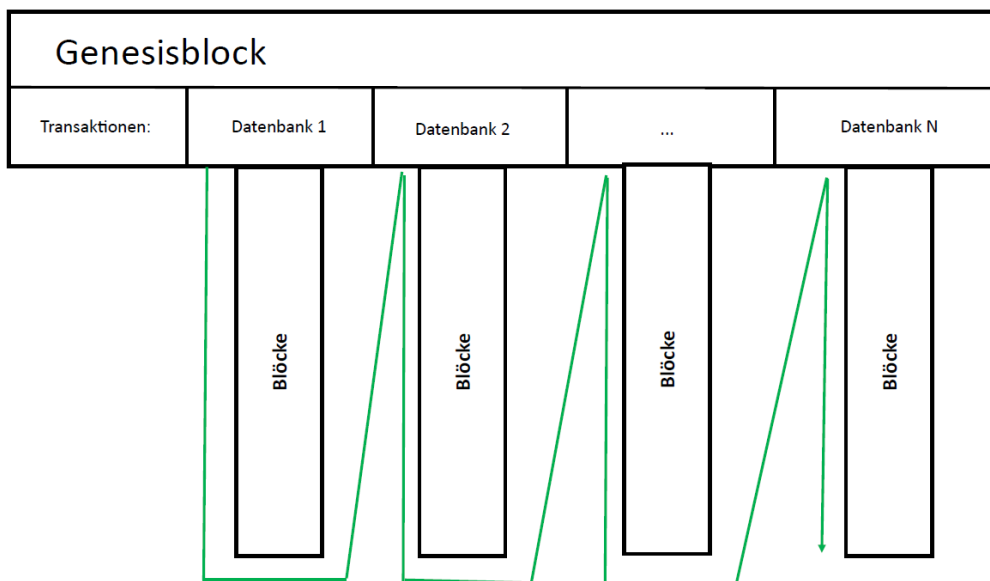 Genesisblock
Transaktionen:
Datenbank 1
Datenbank 2
...
Datenbank N
Blöcke
Blöcke
Blöcke
Blöcke